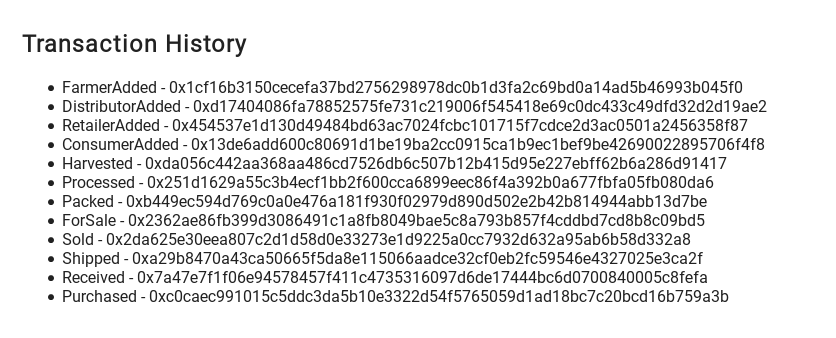 Transaction History
• FarmerAdded - 0x1cf16b3150cecefa37bd2756298978dc0b1d3fa2c69bd0a14ad5b46993b045f0
• DistributorAdded - 0xd17404086fa78852575fe731c219006f545418e69c0dc433c49dfd32d2d19ae2
• RetailerAdded - 0x454537e1d130d49484bd63ac7024fcbc101715f7cdce2d3ac0501a2456358f87
• ConsumerAdded - 0x13de6add600c80691d1be19ba2cc0915ca1b9ec1bef9be42690022895706f4f8
• Harvested - 0xda056c442aa368aa486cd7526db6c507b12b415d95e227ebff62b6a286d91417
• Processed - 0x251d1629a55c3b4ecf1bb2f600cca6899eec86f4a392b0a677fbfa05fb080da6
• Packed - 0xb449ec594d769c0a0e476a181f930f02979d890d502e2b42b814944abb13d7be
• ForSale - 0x2362ae86fb399d3086491c1a8fb8049bae5c8a793b857f4cddbd7cd8b8c09bd5
• Sold - 0x2da625e30eea807c2d1d58d0e33273e1d9225a0cc7932d632a95ab6b58d332a8
• Shipped - 0xa29b8470a43ca50665f5da8e115066aadce32cf0eb2fc59546e4327025e3ca2f
• Received - 0x7a47e7f1f06e94578457f411c4735316097d6de17444bc6d0700840005c8fefa
• Purchased - 0xc0caec991015c5ddc3da5b10e3322d54f5765059d1ad18bc7c20bcd16b759a3b